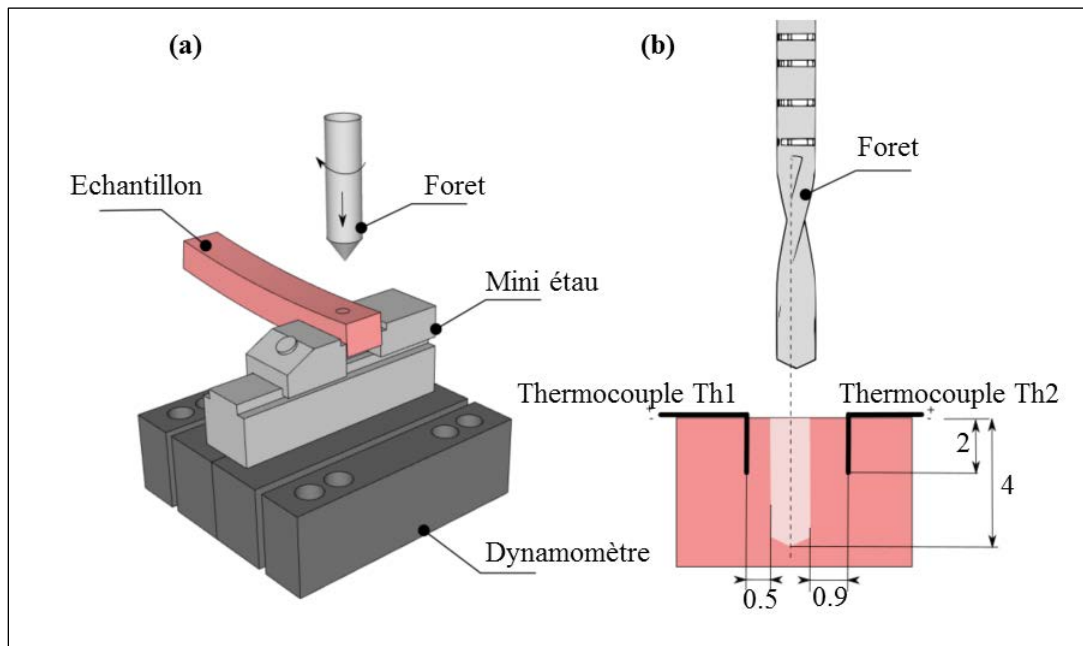 (a)
Echantillon
Foret
Mini étau
Dynamomètre
(b)
Foret
Thermocouple Th1
Thermocouple Th2
+
-
+
-
2
4
0.5
0.9